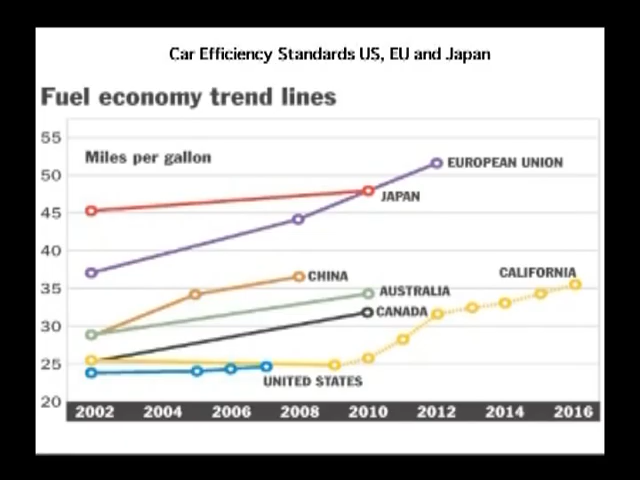 Car Efficiency Standards US, EU and Japan
Fuel economy trend lines
55
Miles per gallon
EUROPEAN UNION
50
JAPAN
45
40
CHINA
CALIFORNIA
35
AUSTRALIA
CANADA
30
25
UNITED STATES
20
2002 2004 2006 2008 2010 2012 2014 2016